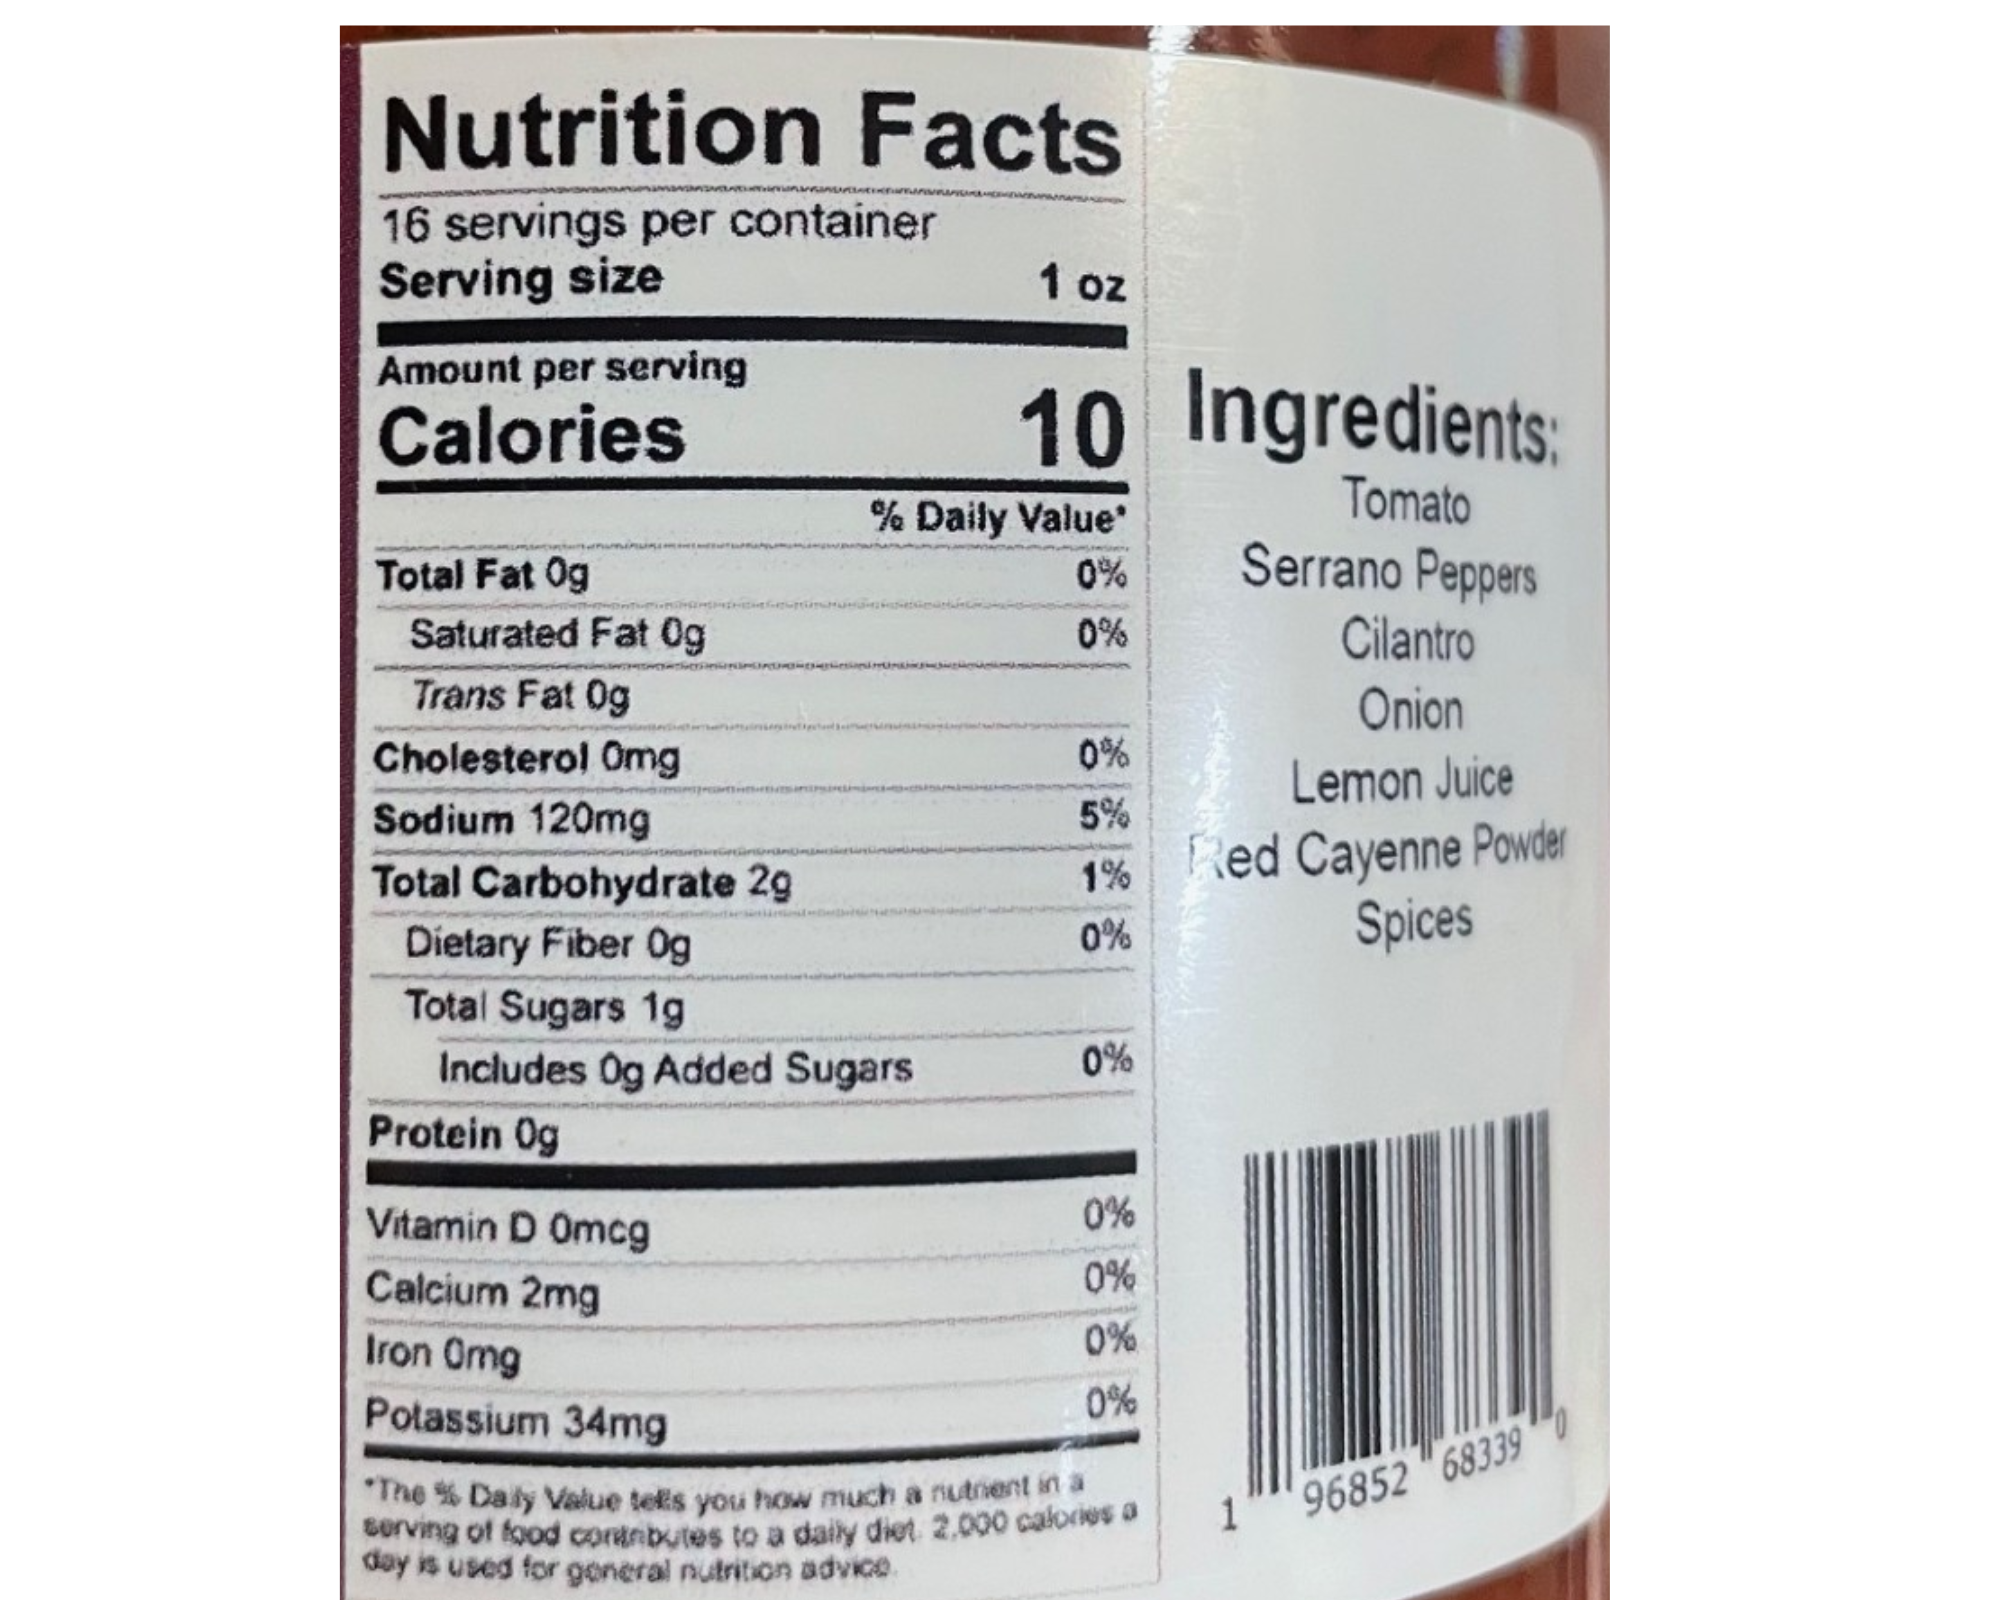 Nutrition Facts
16 servings per container
Serving size 1 oz
Amount per serving
Calories 10
% Daily Value*
Total Fat 0g 0%
Saturated Fat 0g 0%
Trans Fat 0g
Cholesterol 0mg 0%
Sodium 120mg 5%
Total Carbohydrate 2g 1%
Dietary Fiber 0g 0%
Total Sugars 1g
Includes 0g Added Sugars 0%
Protein 0g
Vitamin D 0mcg 0%
Calcium 2mg 0%
Iron 0mg 0%
Potassium 34mg 0%
*The % Daily Value tells you how much a nutrient in a
serving of food contributes to a daily diet. 2,000 calories a
day is used for general nutrition advice.
Ingredients:
Tomato
Serrano Peppers
Cilantro
Onion
Lemon Juice
Red Cayenne Powder
Spices
1 96852 68339 0